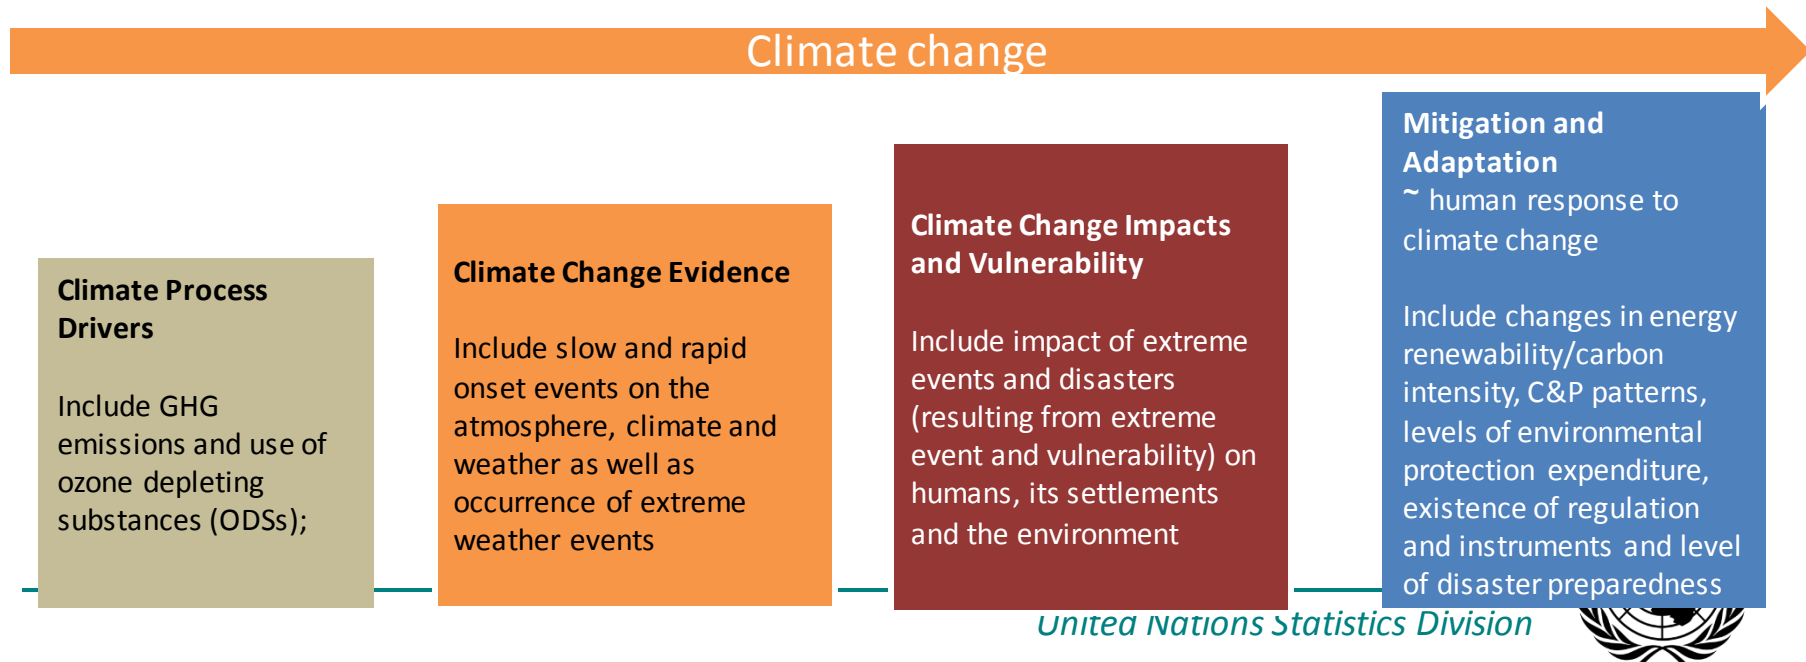 Climate change
Climate Process
Drivers
Include GHG
emissions and use of
ozone depleting
substances (ODSs);
Climate Change Evidence
Include slow and rapid
onset events on the
atmosphere, climate and
weather as well as
occurrence of extreme
weather events
Climate Change Impacts
and Vulnerability
Include impact of extreme
events and disasters
(resulting from extreme
event and vulnerability) on
humans, its settlements
and the environment
Mitigation and
Adaptation
~ human response to
climate change
Include changes in energy
renewability/carbon
intensity, C&P patterns,
levels of environmental
protection expenditure,
existence of regulation
and instruments and level
of disaster preparedness
United Nations Statistics Division